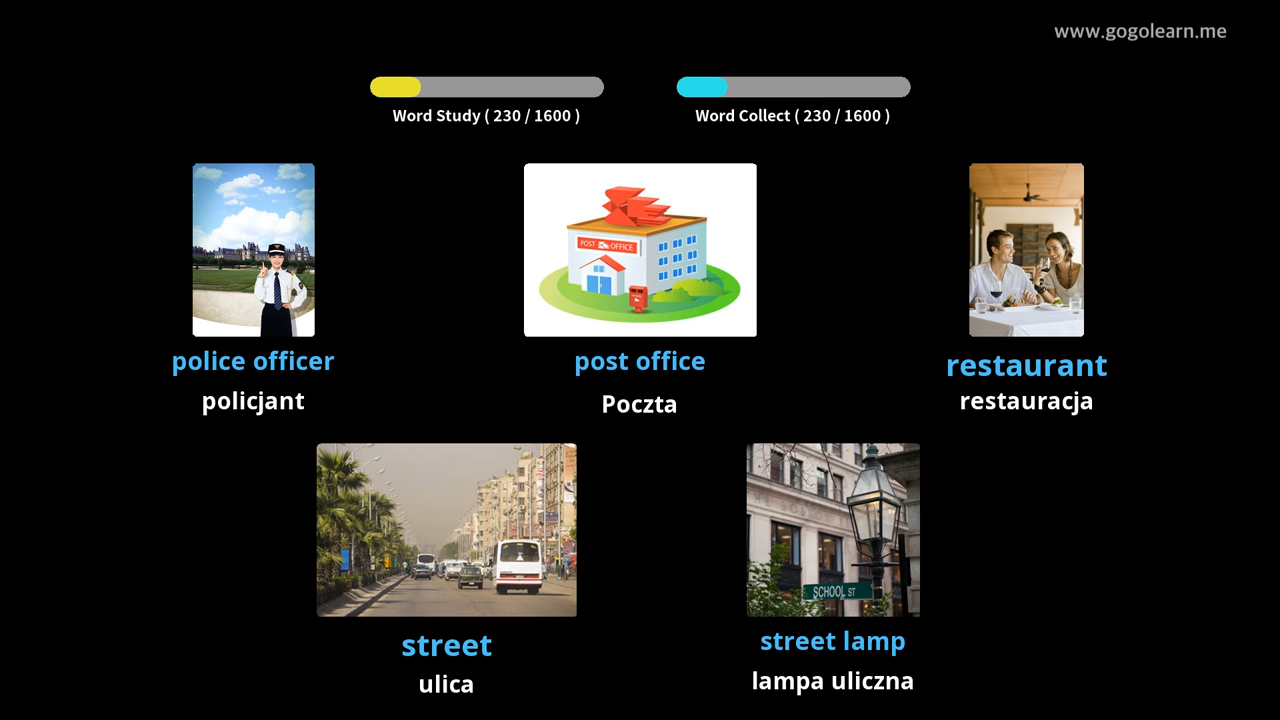 www.gogolearn.me
Word Study ( 230 / 1600 )
Word Collect ( 230 / 1600 )
POST OFFICE
police officer
policjant
post office
Poczta
restaurant
restauracja
SCHOOL ST
street
ulica
street lamp
lampa uliczna